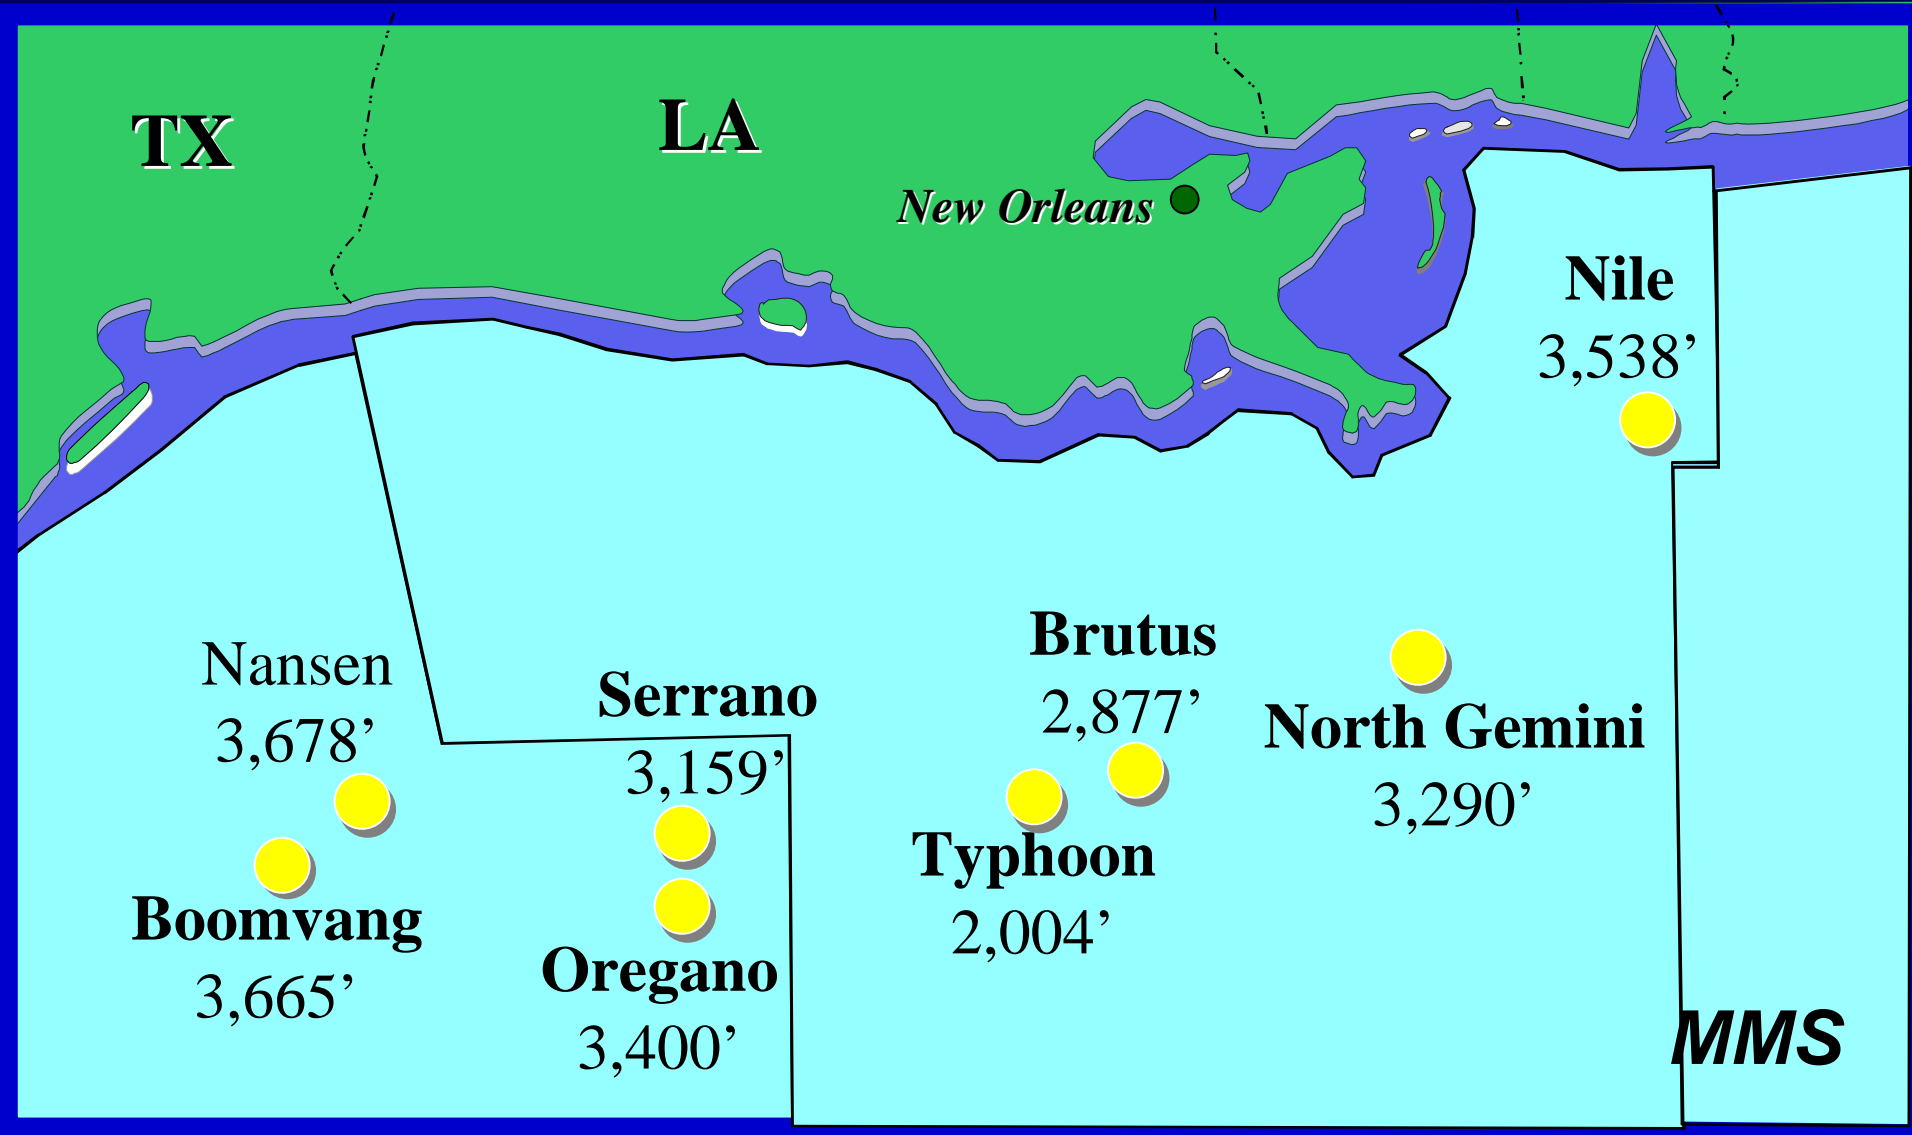 TX
LA
New Orleans
Nile
3,538’
Nansen
3,678’
Boomvang
3,665’
Serrano
3,159’
Oregano
3,400’
Brutus
2,877’
Typhoon
2,004’
North Gemini
3,290’
MMS